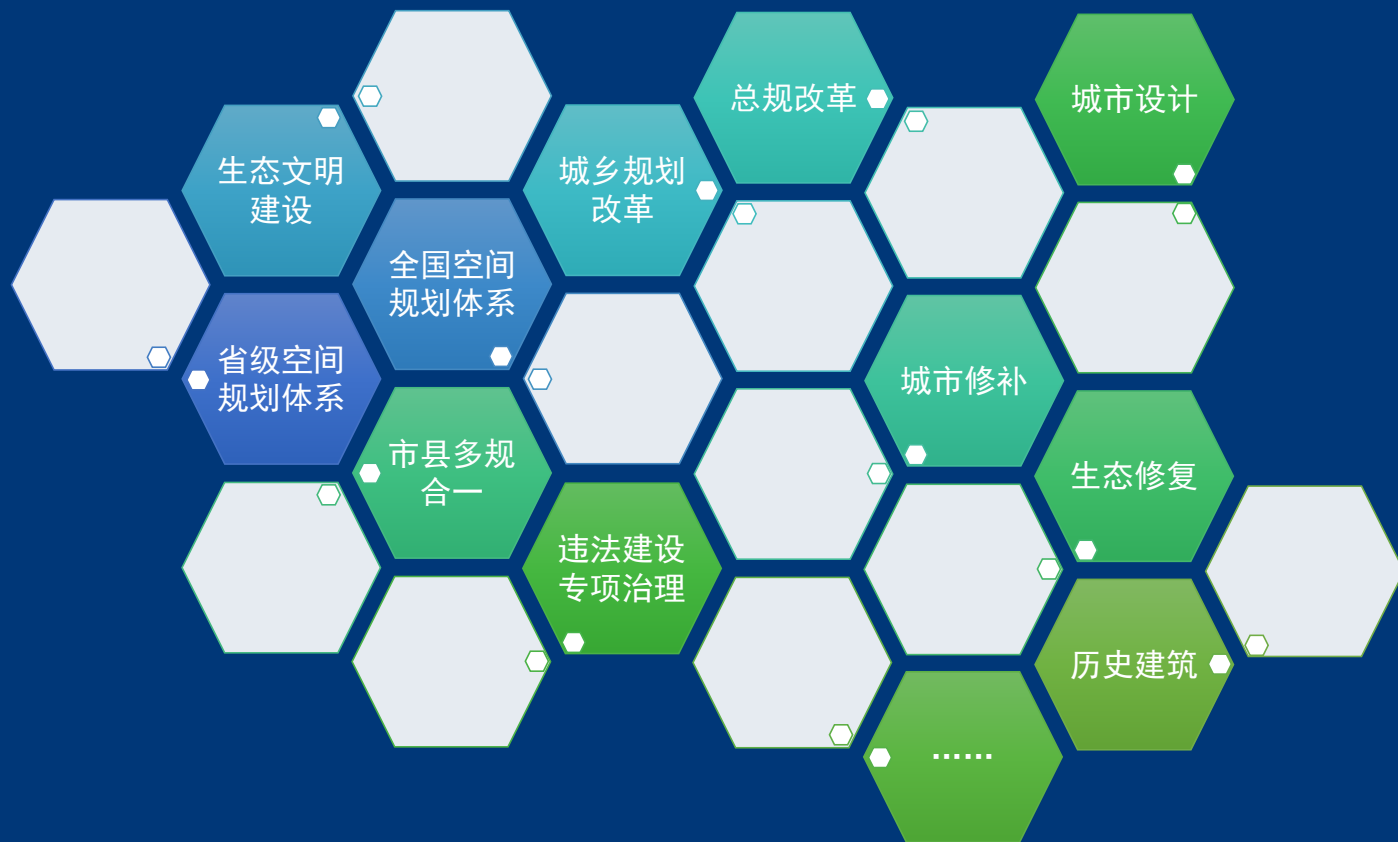 总规改革
城市设计
生态文明
建设
城乡规划
改革
全国空间
规划体系
省级空间
规划体系
城市修补
市县多规
合一
生态修复
违法建设
专项治理
历史建筑
……